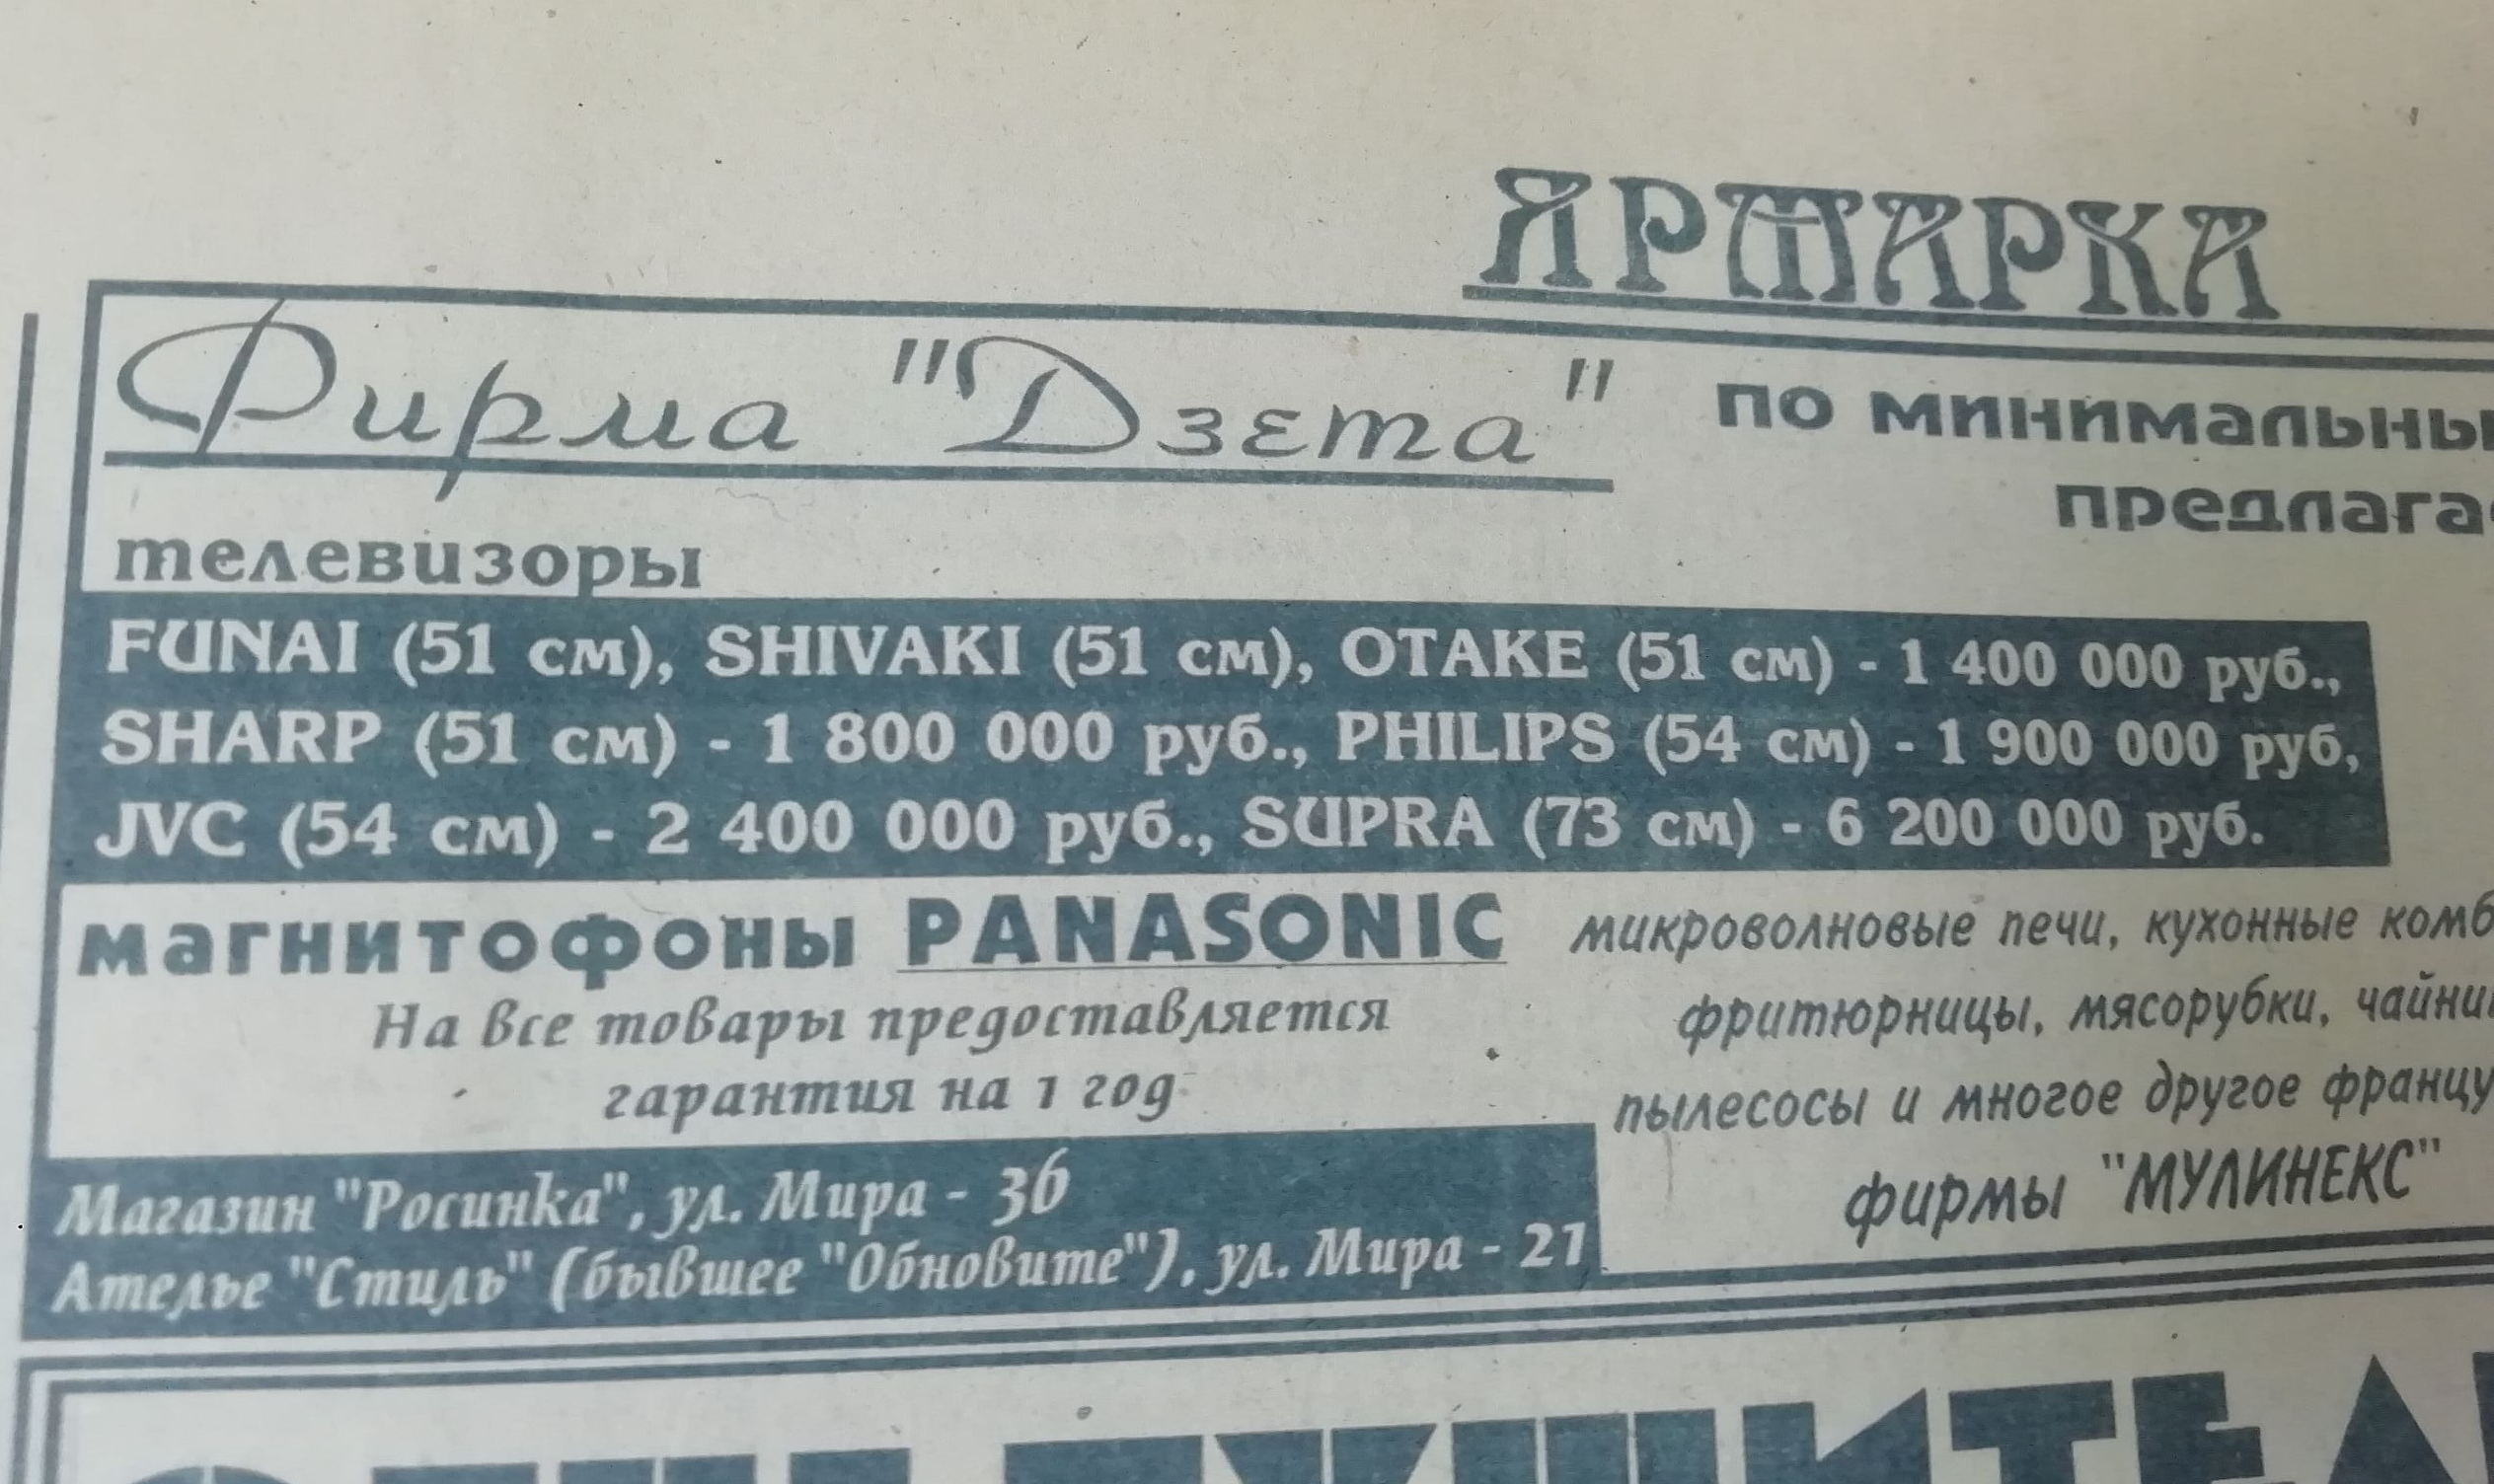 ЯРМАРКА
Фирма "Дзета"
по минимальны
предлага
телевизоры
FUNAI (51 см), SHIVAKI (51 см), OTAKE (51 см) - 1 400 000 руб.,
SHARP (51 см) - 1 800 000 руб., PHILIPS (54 см) - 1 900 000 руб,
JVC (54 см) - 2 400 000 руб., SUPRA (73 см) - 6 200 000 руб.
магнитофоны PANASONIC
На все товары предоставляется
гарантия на 1 год
микроволновые печи, кухонные комб
фритюрницы, мясорубки, чайни
пылесосы и многое другое францу
фирмы "МУЛИНЕКС"
Магазин "Росинка", ул. Мира - 36
Ателье "Стиль" (бывшее "Обновите"), ул. Мира - 21